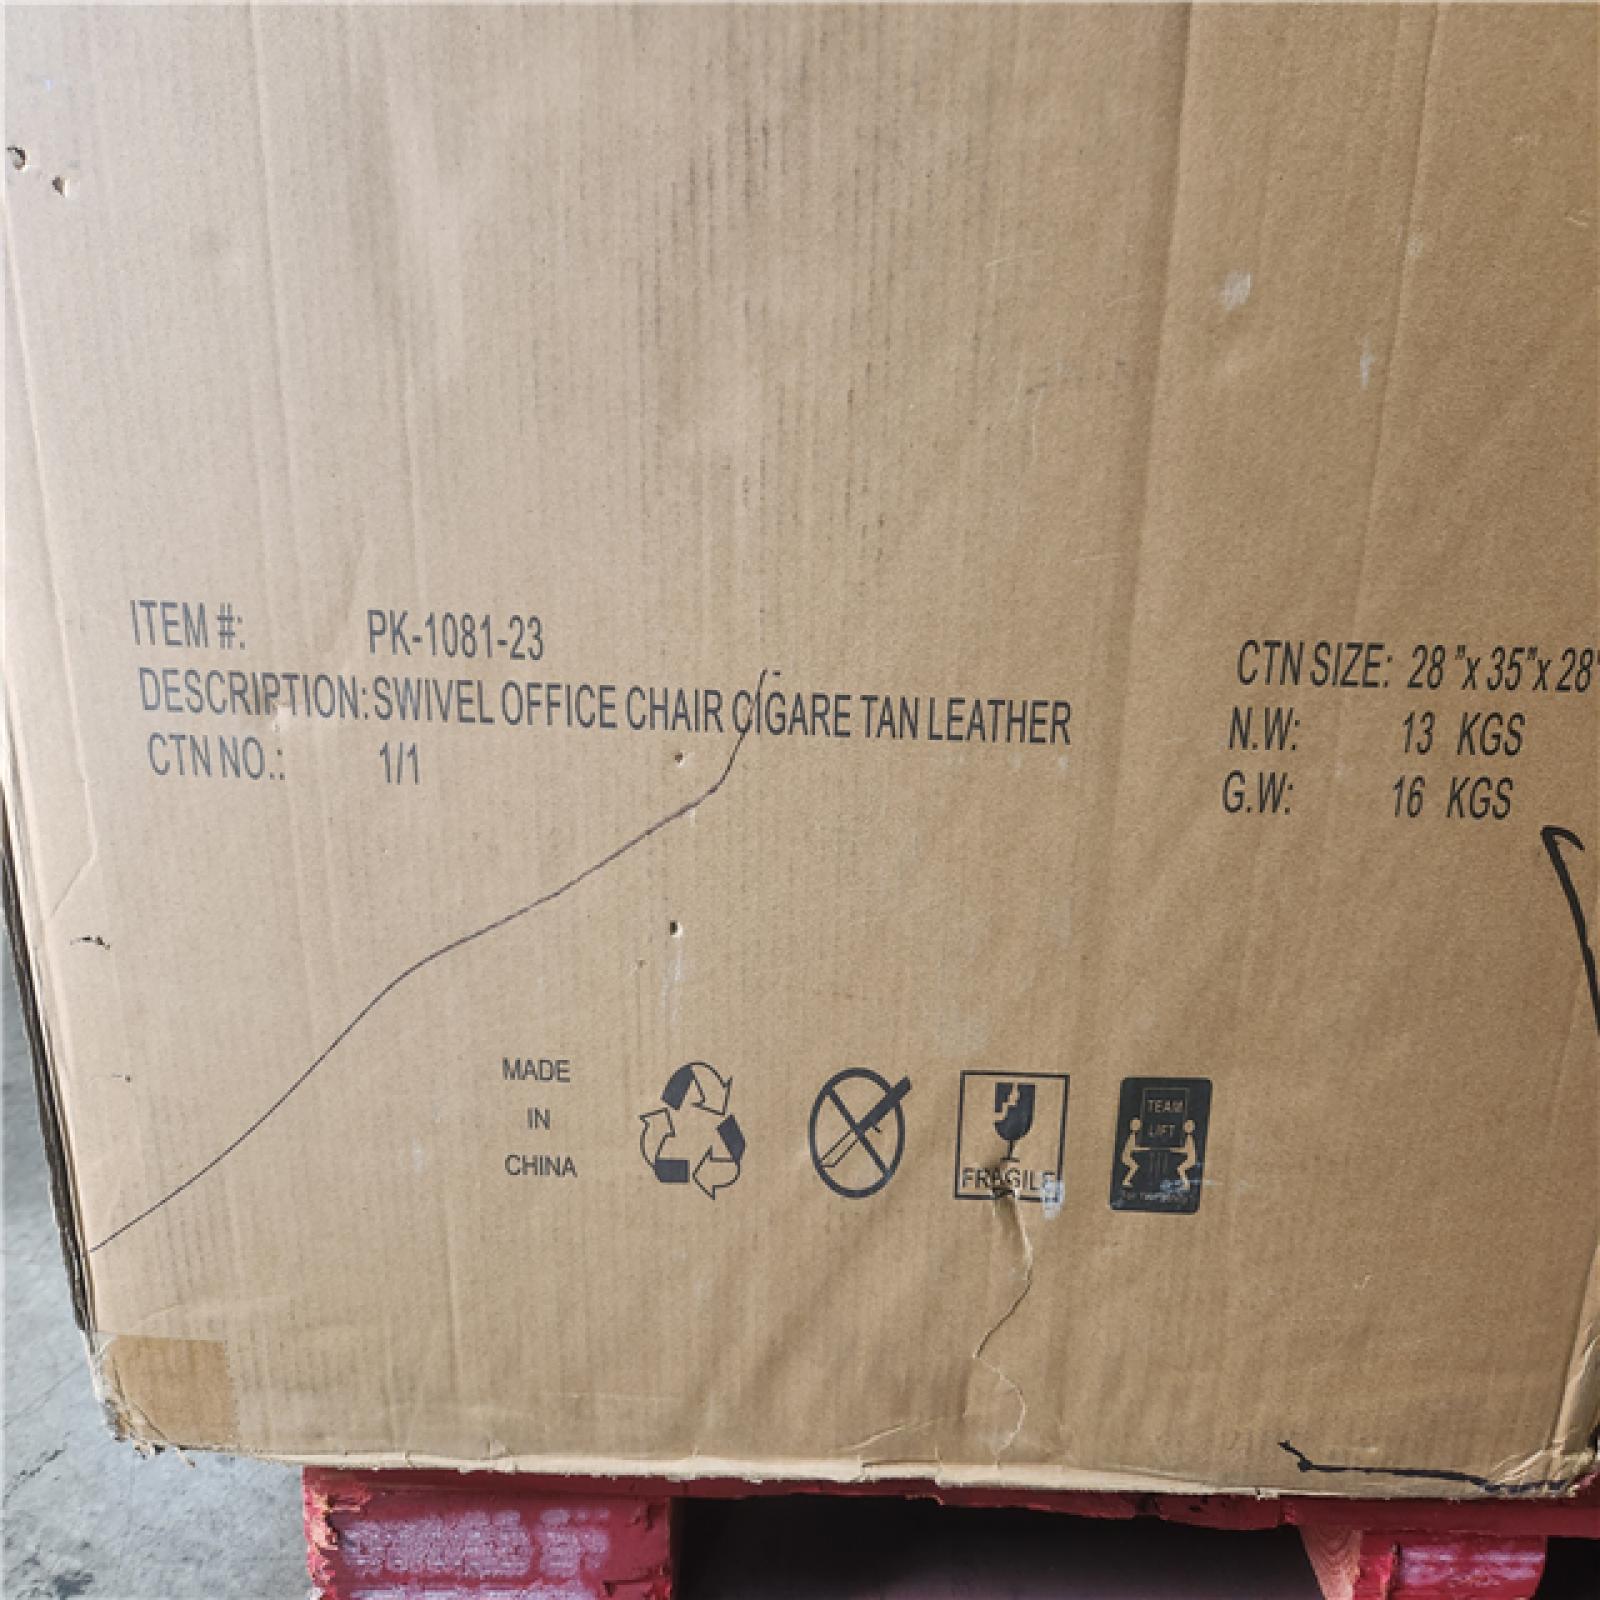 ITEM #: PK-1081-23
DESCRIPTION:SWIVEL OFFICE CHAIR CIGARE TAN LEATHER
CTN NO.: 1/1
CTN SIZE: 28 "x 35"x 28"
N.W: 13 KGS
G.W: 16 KGS
MADE
IN
CHINA
FRAGILE
TEAM
LIFT